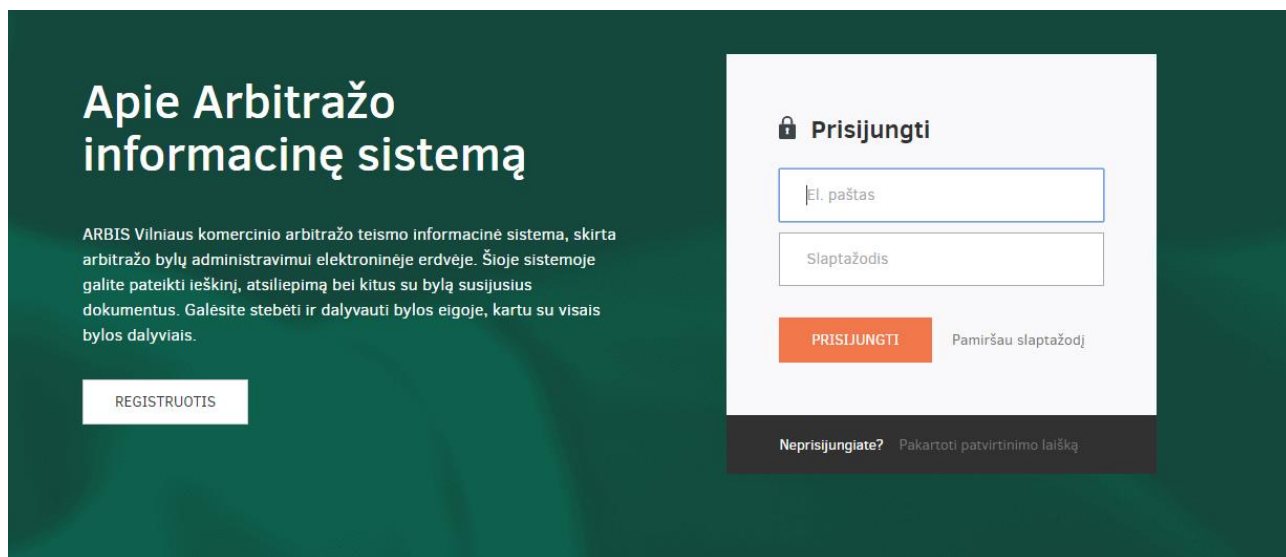 Apie Arbitražo
informacinę sistemą
ARBIS Vilniaus komercinio arbitražo teismo informacinė sistema, skirta
arbitražo bylų administravimui elektroninėje erdvėje. Šioje sistemoje
galite pateikti ieškinį, atsiliepimą bei kitus su bylą susijusius
dokumentus. Galėsite stebėti ir dalyvauti bylos eigoje, kartu su visais
bylos dalyviais.
REGISTRUOTIS
Prisijungti
El. paštas
Slaptažodis
PRISIJUNGTI Pamiršau slaptažodį
Neprisijungiate? Pakartoti patvirtinimo laišką